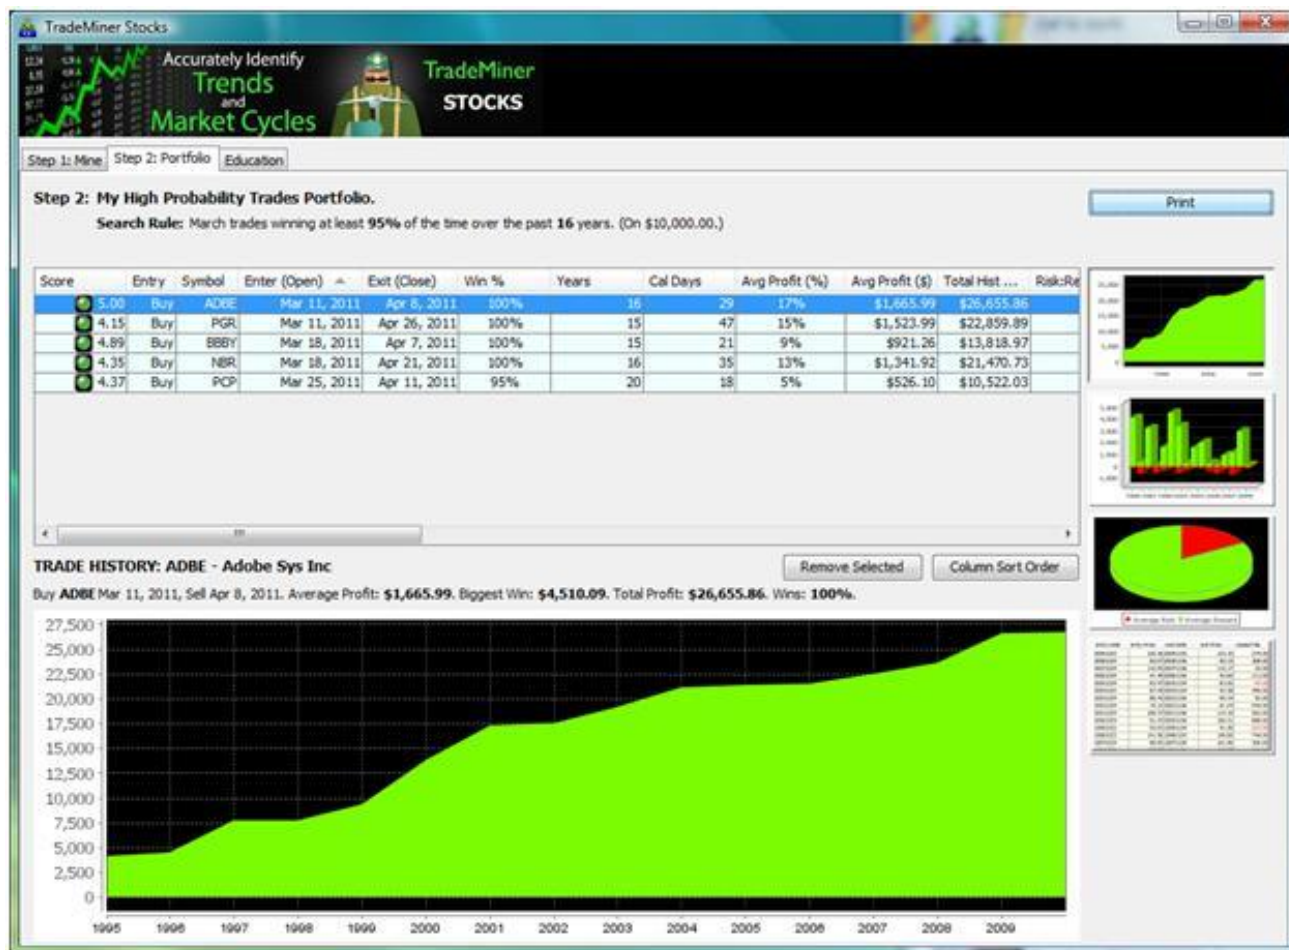 TradeMiner Stocks
Accurately Identify
Trends
and
Market Cycles
TradeMiner
STOCKS
Step 1: Mine Step 2: Portfolio Education
Step 2: My High Probability Trades Portfolio.
Print
Search Rule: March trades winning at least 95% of the time over the past 16 years. (On $10,000.00.)
Score Entry Symbol Enter (Open) Exit (Close) Win % Years Cal Days Avg Profit (%) Avg Profit ($) Total Hist ... Risk:Re
5.00 Buy ADBE Mar 11, 2011 Apr 8, 2011 100% 16 29 17% $1,665.99 $26,655.86
4.15 Buy PGR Mar 11, 2011 Apr 26, 2011 100% 15 47 15% $1,523.99 $22,859.89
4.89 Buy BBBY Mar 18, 2011 Apr 7, 2011 100% 15 21 9% $921.26 $13,818.97
4.35 Buy NBR Mar 18, 2011 Apr 21, 2011 100% 16 35 13% $1,341.92 $21,470.73
4.37 Buy PCP Mar 25, 2011 Apr 11, 2011 95% 20 18 5% $526.10 $10,522.03
TRADE HISTORY: ADBE - Adobe Sys Inc
Remove Selected Column Sort Order
Buy ADBE Mar 11, 2011, Sell Apr 8, 2011. Average Profit: $1,665.99. Biggest Win: $4,510.09. Total Profit: $26,655.86. Wins: 100%.
Average Risk Average Reward
27,500
25,000
22,500
20,000
17,500
15,000
12,500
10,000
7,500
5,000
2,500
0
1995 1996 1997 1998 1999 2000 2001 2002 2003 2004 2005 2006 2007 2008 2009